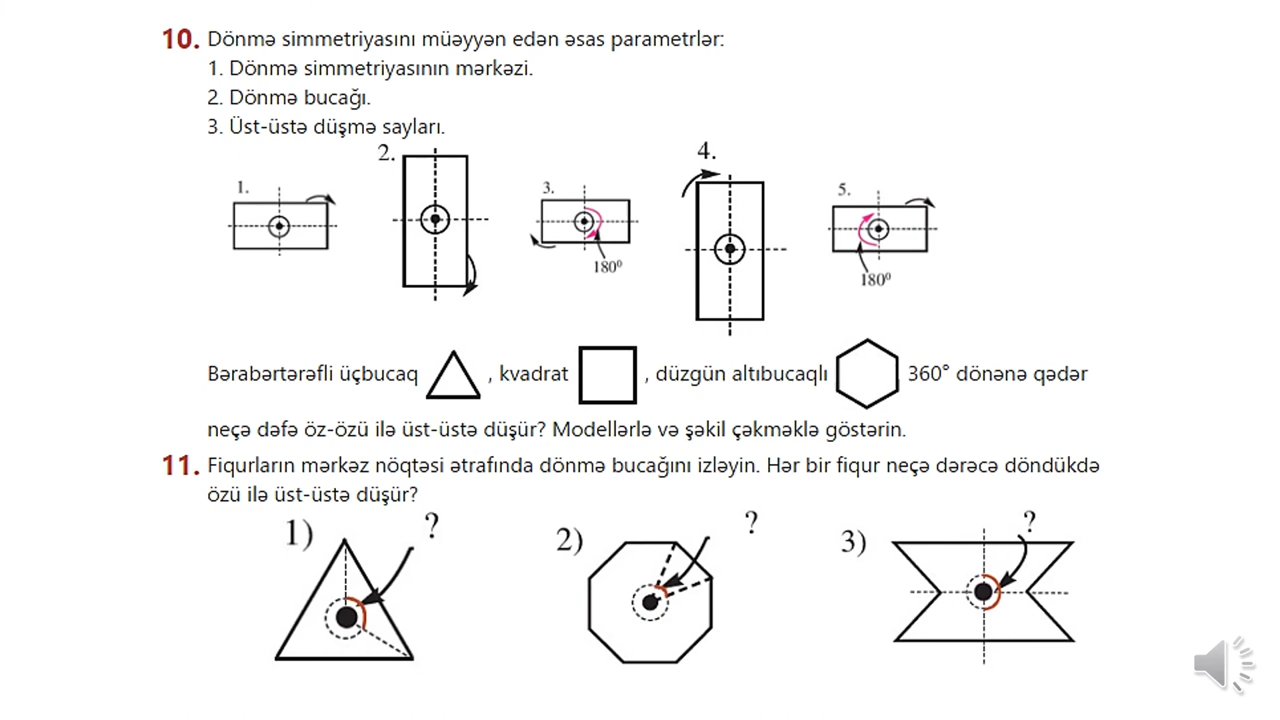 10. Dönmə simmetriyasını müəyyən edən əsas parametrlər:
1. Dönmə simmetriyasının mərkəzi.
2. Dönmə bucağı.
3. Üst-üstə düşmə sayları.
1.
2.
3.
180⁰
4.
5.
180⁰
Bərabərtərəfli üçbucaq , kvadrat , düzgün altıbucaqlı 360° dönənə qədər
neçə dəfə öz-özü ilə üst-üstə düşür? Modellərlə və şəkil çəkməklə göstərin.
11. Fiqurların mərkəz nöqtəsi ətrafında dönmə bucağını izləyin. Hər bir fiqur neçə dərəcə döndükdə
özü ilə üst-üstə düşür?
1) ?
2) ?
3) ?